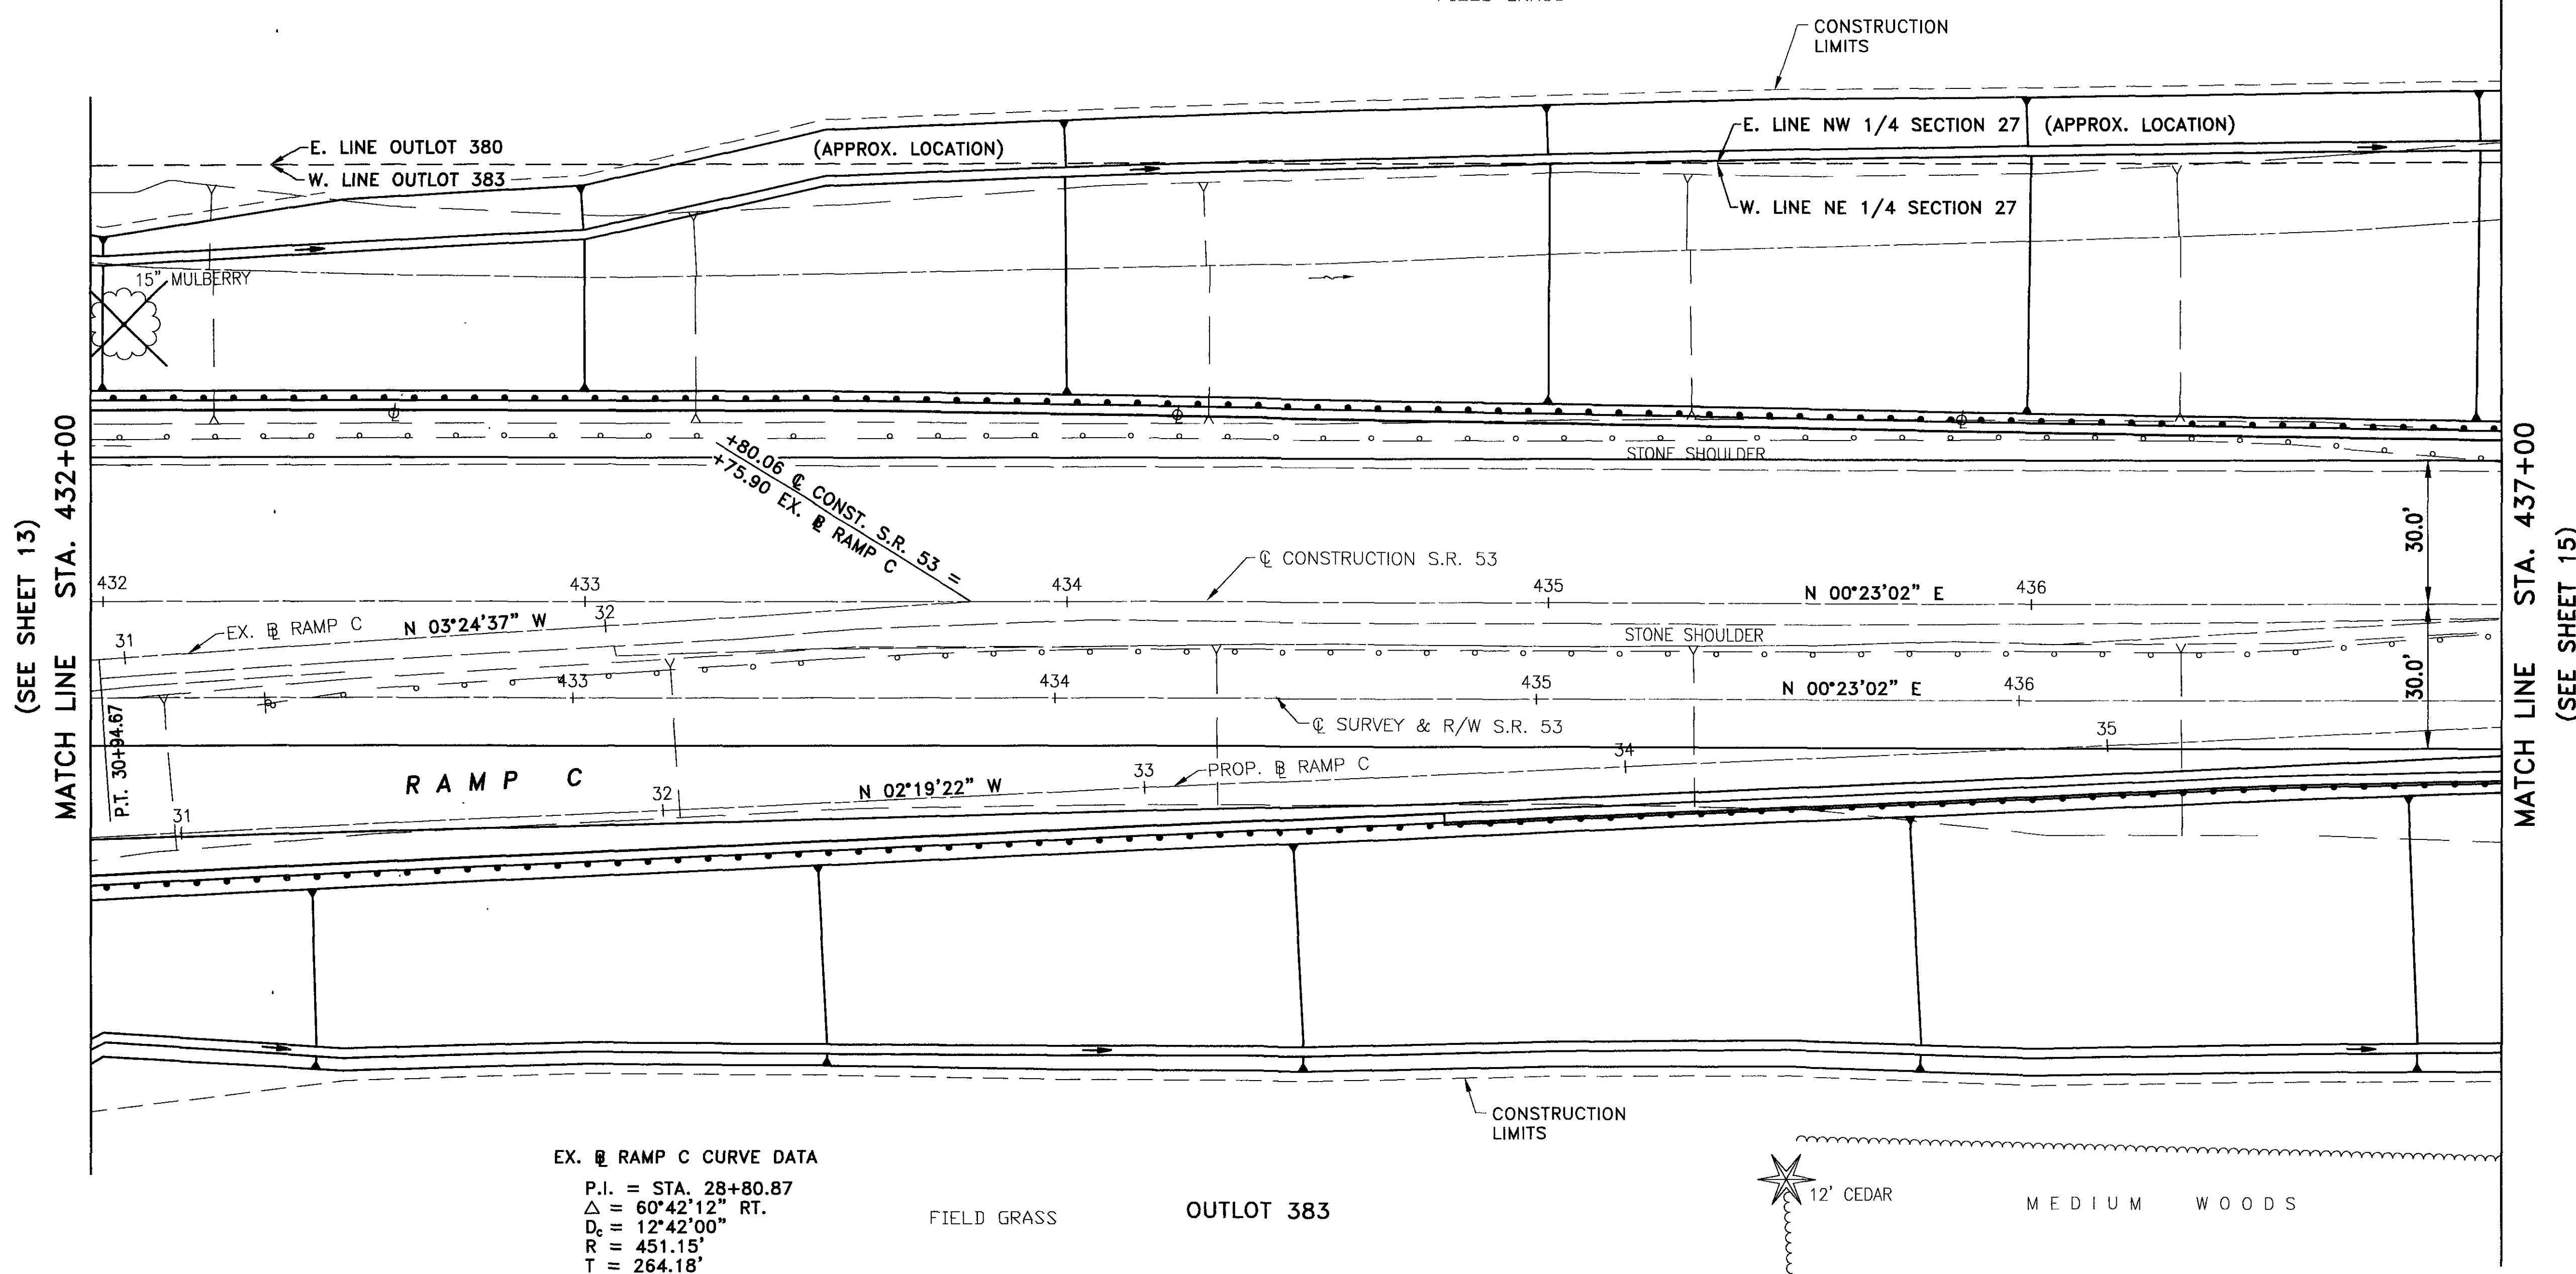 CONSTRUCTION
LIMITS
E. LINE OUTLOT 380
W. LINE OUTLOT 383
(APPROX. LOCATION)
E. LINE NW 1/4 SECTION 27 (APPROX. LOCATION)
W. LINE NE 1/4 SECTION 27
15" MULBERRY
STONE SHOULDER
+80.06 ℄ CONST. S.R. 53 =
+75.90 EX. B͟L RAMP C
(SEE SHEET 13)
MATCH LINE STA. 432+00
MATCH LINE STA. 437+00
(SEE SHEET 15)
30.0'
℄ CONSTRUCTION S.R. 53
432 433 434 435 436
N 00°23'02" E
31 32
EX. BL RAMP C
N 03°24'37" W
STONE SHOULDER
433 434 435 436
N 00°23'02" E
30.0'
℄ SURVEY & R/W S.R. 53
P.T. 30+94.67
RAMP C
31 32 33 34 35
N 02°19'22" W
PROP. BL RAMP C
CONSTRUCTION
LIMITS
EX. BL RAMP C CURVE DATA
P.I. = STA. 28+80.87
△ = 60°42'12" RT.
Dc = 12°42'00"
R = 451.15'
T = 264.18'
FIELD GRASS
OUTLOT 383
12' CEDAR
MEDIUM WOODS